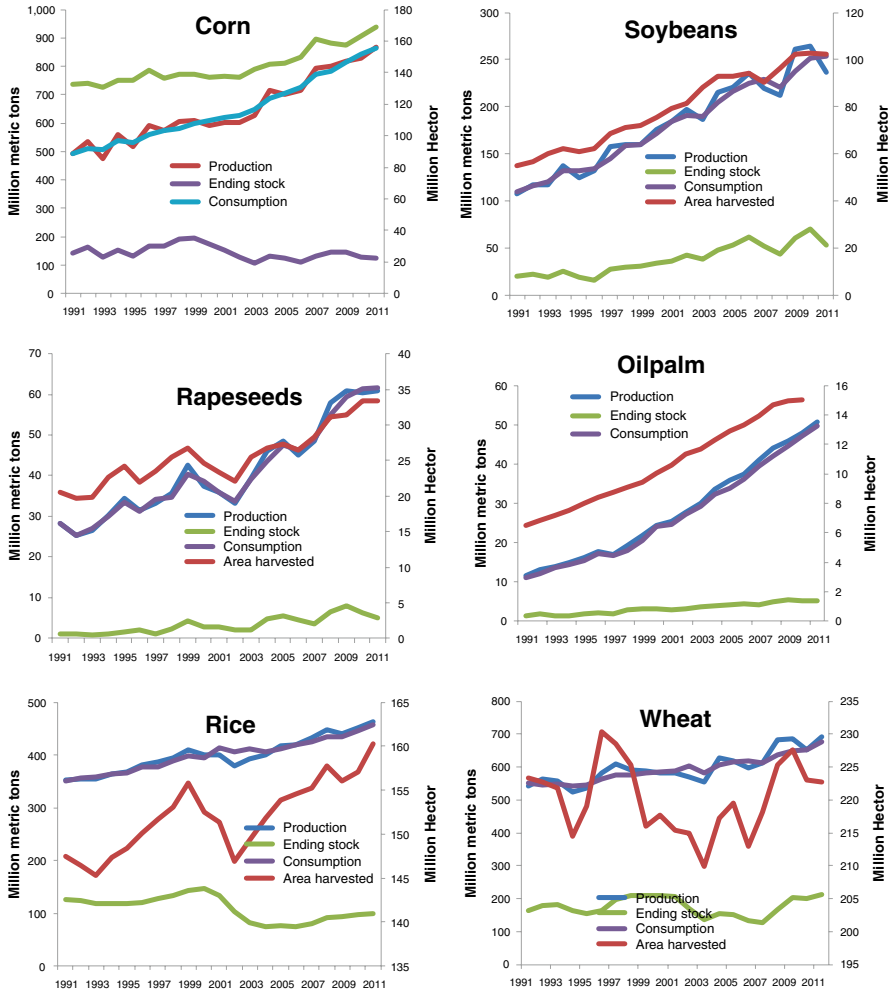 Corn
Million metric tons
1,000
900
800
700
600
500
400
300
200
100
0
180
160
140
120
100
80
60
40
20
0
Million Hector
Production
Ending stock
Consumption
1991 1993 1995 1997 1999 2001 2003 2005 2007 2009 2011
Soybeans
Million metric tons
300
250
200
150
100
50
0
120
100
80
60
40
20
0
Million Hector
Production
Ending stock
Consumption
Area harvested
1991 1993 1995 1997 1999 2001 2003 2005 2007 2009 2011
Rapeseeds
Million metric tons
70
60
50
40
30
20
10
0
40
35
30
25
20
15
10
5
0
Million Hector
Production
Ending stock
Consumption
Area harvested
1991 1993 1995 1997 1999 2001 2003 2005 2007 2009 2011
Oilpalm
Million metric tons
60
50
40
30
20
10
0
16
14
12
10
8
6
4
2
0
Million Hector
Production
Ending stock
Consumption
1991 1993 1995 1997 1999 2001 2003 2005 2007 2009 2011
Rice
Million metric tons
500
400
300
200
100
0
165
160
155
150
145
140
135
Million Hector
Production
Ending stock
Consumption
Area harvested
1991 1993 1995 1997 1999 2001 2003 2005 2007 2009 2011
Wheat
Million metric tons
800
700
600
500
400
300
200
100
0
235
230
225
220
215
210
205
200
195
Million Hector
Production
Ending stock
Consumption
Area harvested
1991 1993 1995 1997 1999 2001 2003 2005 2007 2009 2011